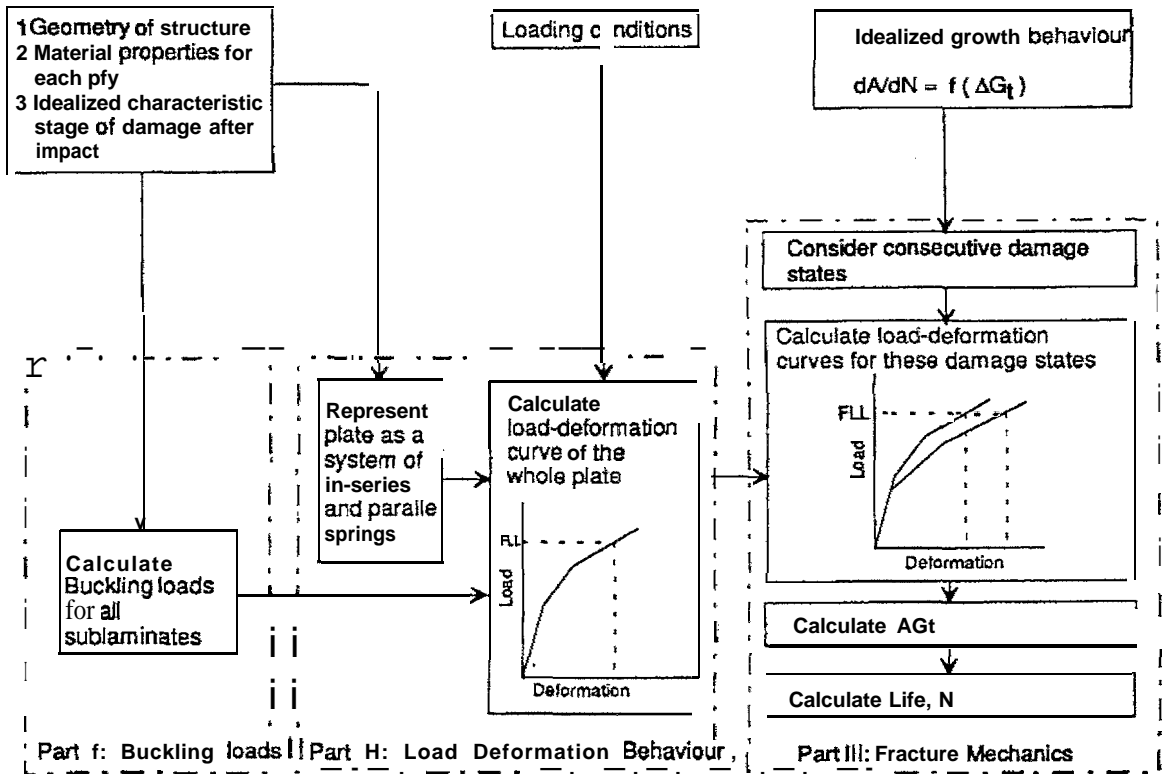 1 Geometry of structure
2 Material properties for
each pfy
3 Idealized characteristic
stage of damage after
impact
Loading c nditions
Idealized growth behaviour
dA/dN = f ( ΔGt )
Consider consecutive damage
states
Calculate load-deformation
curves for these damage states
FLL
Load
Deformation
Calculate AGt
Calculate Life, N
r
Represent
plate as a
system of
in-series
and paralle
springs
Calculate
load-deformation
curve of the
whole plate
FLL
Load
Deformation
Calculate
Buckling loads
for all
sublaminates
i i
i i
Part f: Buckling loads
Part H: Load Deformation Behaviour ,
Part III: Fracture Mechanics